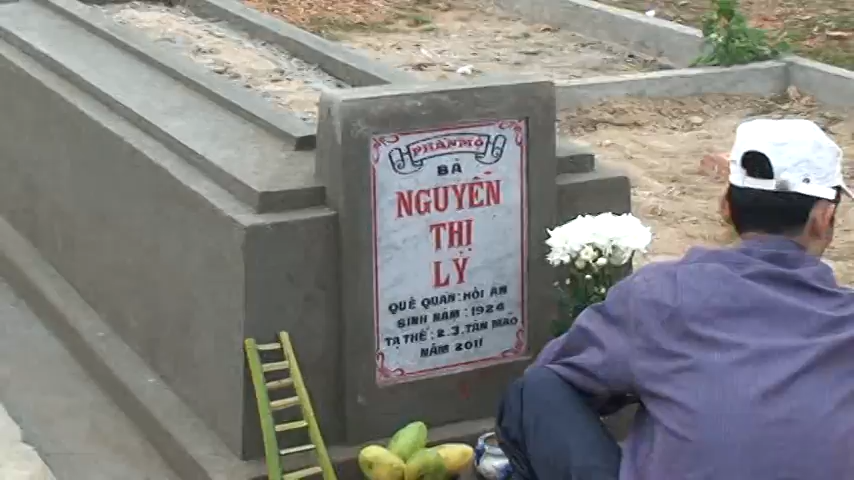 PHẦN MỘ
BÀ
NGUYỄN
THỊ
LÝ
QUÊ QUÁN: HỘI AN
SINH NĂM: 1924
TẠ THẾ: 2.3.TÂN MÃO
NĂM 2011